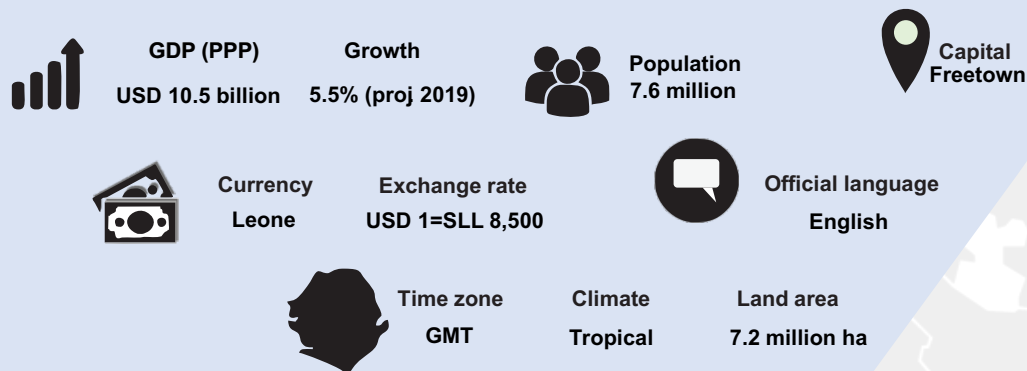 GDP (PPP) Growth
USD 10.5 billion 5.5% (proj. 2019)
Population
7.6 million
Capital
Freetown
Currency Exchange rate
Leone USD 1=SLL 8,500
Official language
English
Time zone Climate Land area
GMT Tropical 7.2 million ha